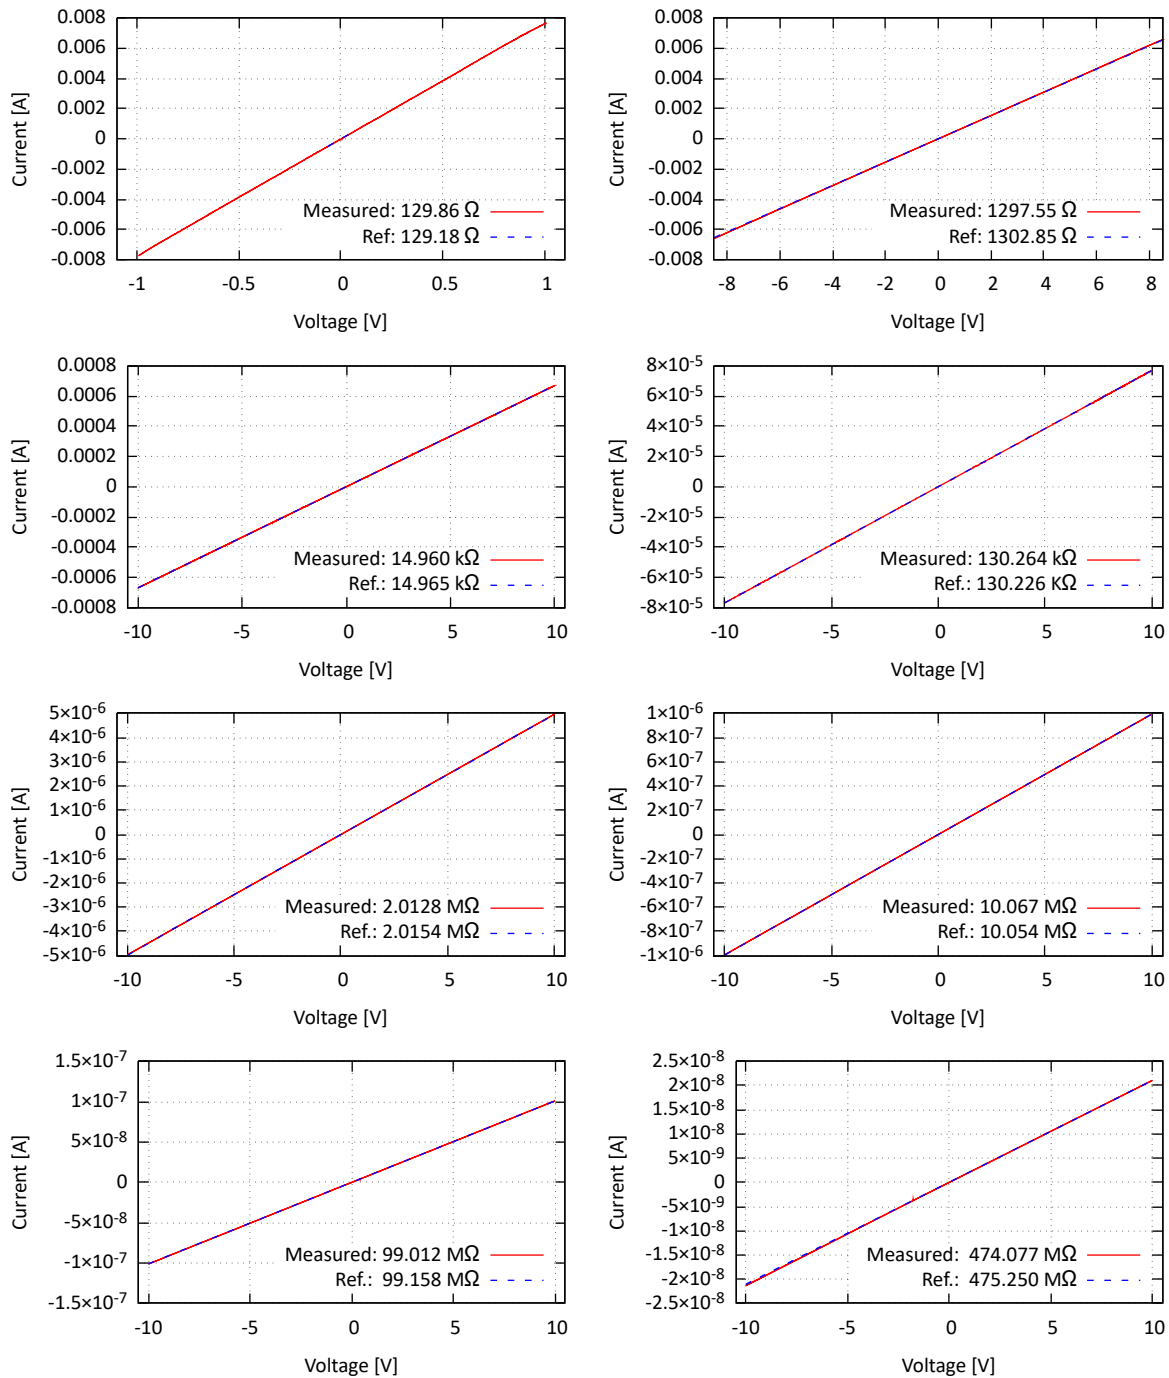 0.008
0.006
0.004
0.002
0
-0.002
-0.004
-0.006
-0.008
Current [A]
Measured: 129.86 Ω
Ref: 129.18 Ω
-1 -0.5 0 0.5 1
Voltage [V]
0.008
0.006
0.004
0.002
0
-0.002
-0.004
-0.006
-0.008
Current [A]
Measured: 1297.55 Ω
Ref: 1302.85 Ω
-8 -6 -4 -2 0 2 4 6 8
Voltage [V]
0.0008
0.0006
0.0004
0.0002
0
-0.0002
-0.0004
-0.0006
-0.0008
Current [A]
Measured: 14.960 kΩ
Ref.: 14.965 kΩ
-10 -5 0 5 10
Voltage [V]
8×10⁻⁵
6×10⁻⁵
4×10⁻⁵
2×10⁻⁵
0
-2×10⁻⁵
-4×10⁻⁵
-6×10⁻⁵
-8×10⁻⁵
Current [A]
Measured: 130.264 kΩ
Ref.: 130.226 kΩ
-10 -5 0 5 10
Voltage [V]
5×10⁻⁶
4×10⁻⁶
3×10⁻⁶
2×10⁻⁶
1×10⁻⁶
0
-1×10⁻⁶
-2×10⁻⁶
-3×10⁻⁶
-4×10⁻⁶
-5×10⁻⁶
Current [A]
Measured: 2.0128 MΩ
Ref.: 2.0154 MΩ
-10 -5 0 5 10
Voltage [V]
1×10⁻⁶
8×10⁻⁷
6×10⁻⁷
4×10⁻⁷
2×10⁻⁷
0
-2×10⁻⁷
-4×10⁻⁷
-6×10⁻⁷
-8×10⁻⁷
-1×10⁻⁶
Current [A]
Measured: 10.067 MΩ
Ref.: 10.054 MΩ
-10 -5 0 5 10
Voltage [V]
1.5×10⁻⁷
1×10⁻⁷
5×10⁻⁸
0
-5×10⁻⁸
-1×10⁻⁷
-1.5×10⁻⁷
Current [A]
Measured: 99.012 MΩ
Ref.: 99.158 MΩ
-10 -5 0 5 10
Voltage [V]
2.5×10⁻⁸
2×10⁻⁸
1.5×10⁻⁸
1×10⁻⁸
5×10⁻⁹
0
-5×10⁻⁹
-1×10⁻⁸
-1.5×10⁻⁸
-2×10⁻⁸
-2.5×10⁻⁸
Current [A]
Measured: 474.077 MΩ
Ref.: 475.250 MΩ
-10 -5 0 5 10
Voltage [V]